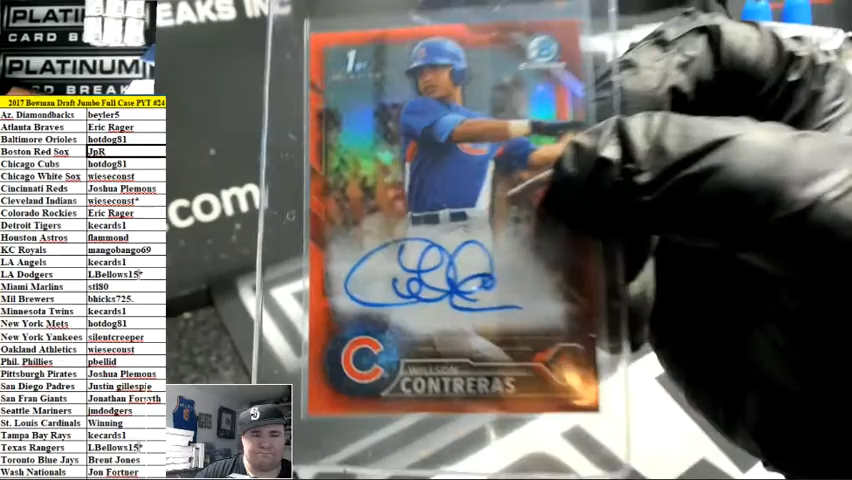 PLATINUM
CARD BREAK
PLATINUM
CARD BREAK
EAKS INC
.com
2017 Bowman Draft Jumbo Full Case PYT #24
Az. Diamondbacks beyler5
Atlanta Braves Eric Rager
Baltimore Orioles hotdog81
Boston Red Sox JpR
Chicago Cubs hotdog81
Chicago White Sox wieseconst
Cincinnati Reds Joshua Plemons
Cleveland Indians wieseconst*
Colorado Rockies Eric Rager
Detroit Tigers kecards1
Houston Astros flammond
KC Royals mangobango69
LA Angels kecards1
LA Dodgers LBellows15*
Miami Marlins stl80
Mil Brewers bhicks725.
Minnesota Twins kecards1
New York Mets hotdog81
New York Yankees silentcreeper
Oakland Athletics wieseconst
Phil. Phillies pbellid
Pittsburgh Pirates Joshua Plemons
San Diego Padres Justin gillespie
San Fran Giants Jonathan Forsyth
Seattle Mariners jmdodgers
St. Louis Cardinals Winning
Tampa Bay Rays kecards1
Texas Rangers LBellows15*
Toronto Blue Jays Brent Jones
Wash Nationals Jon Fortner
1st
C
WILLSON
CONTRERAS